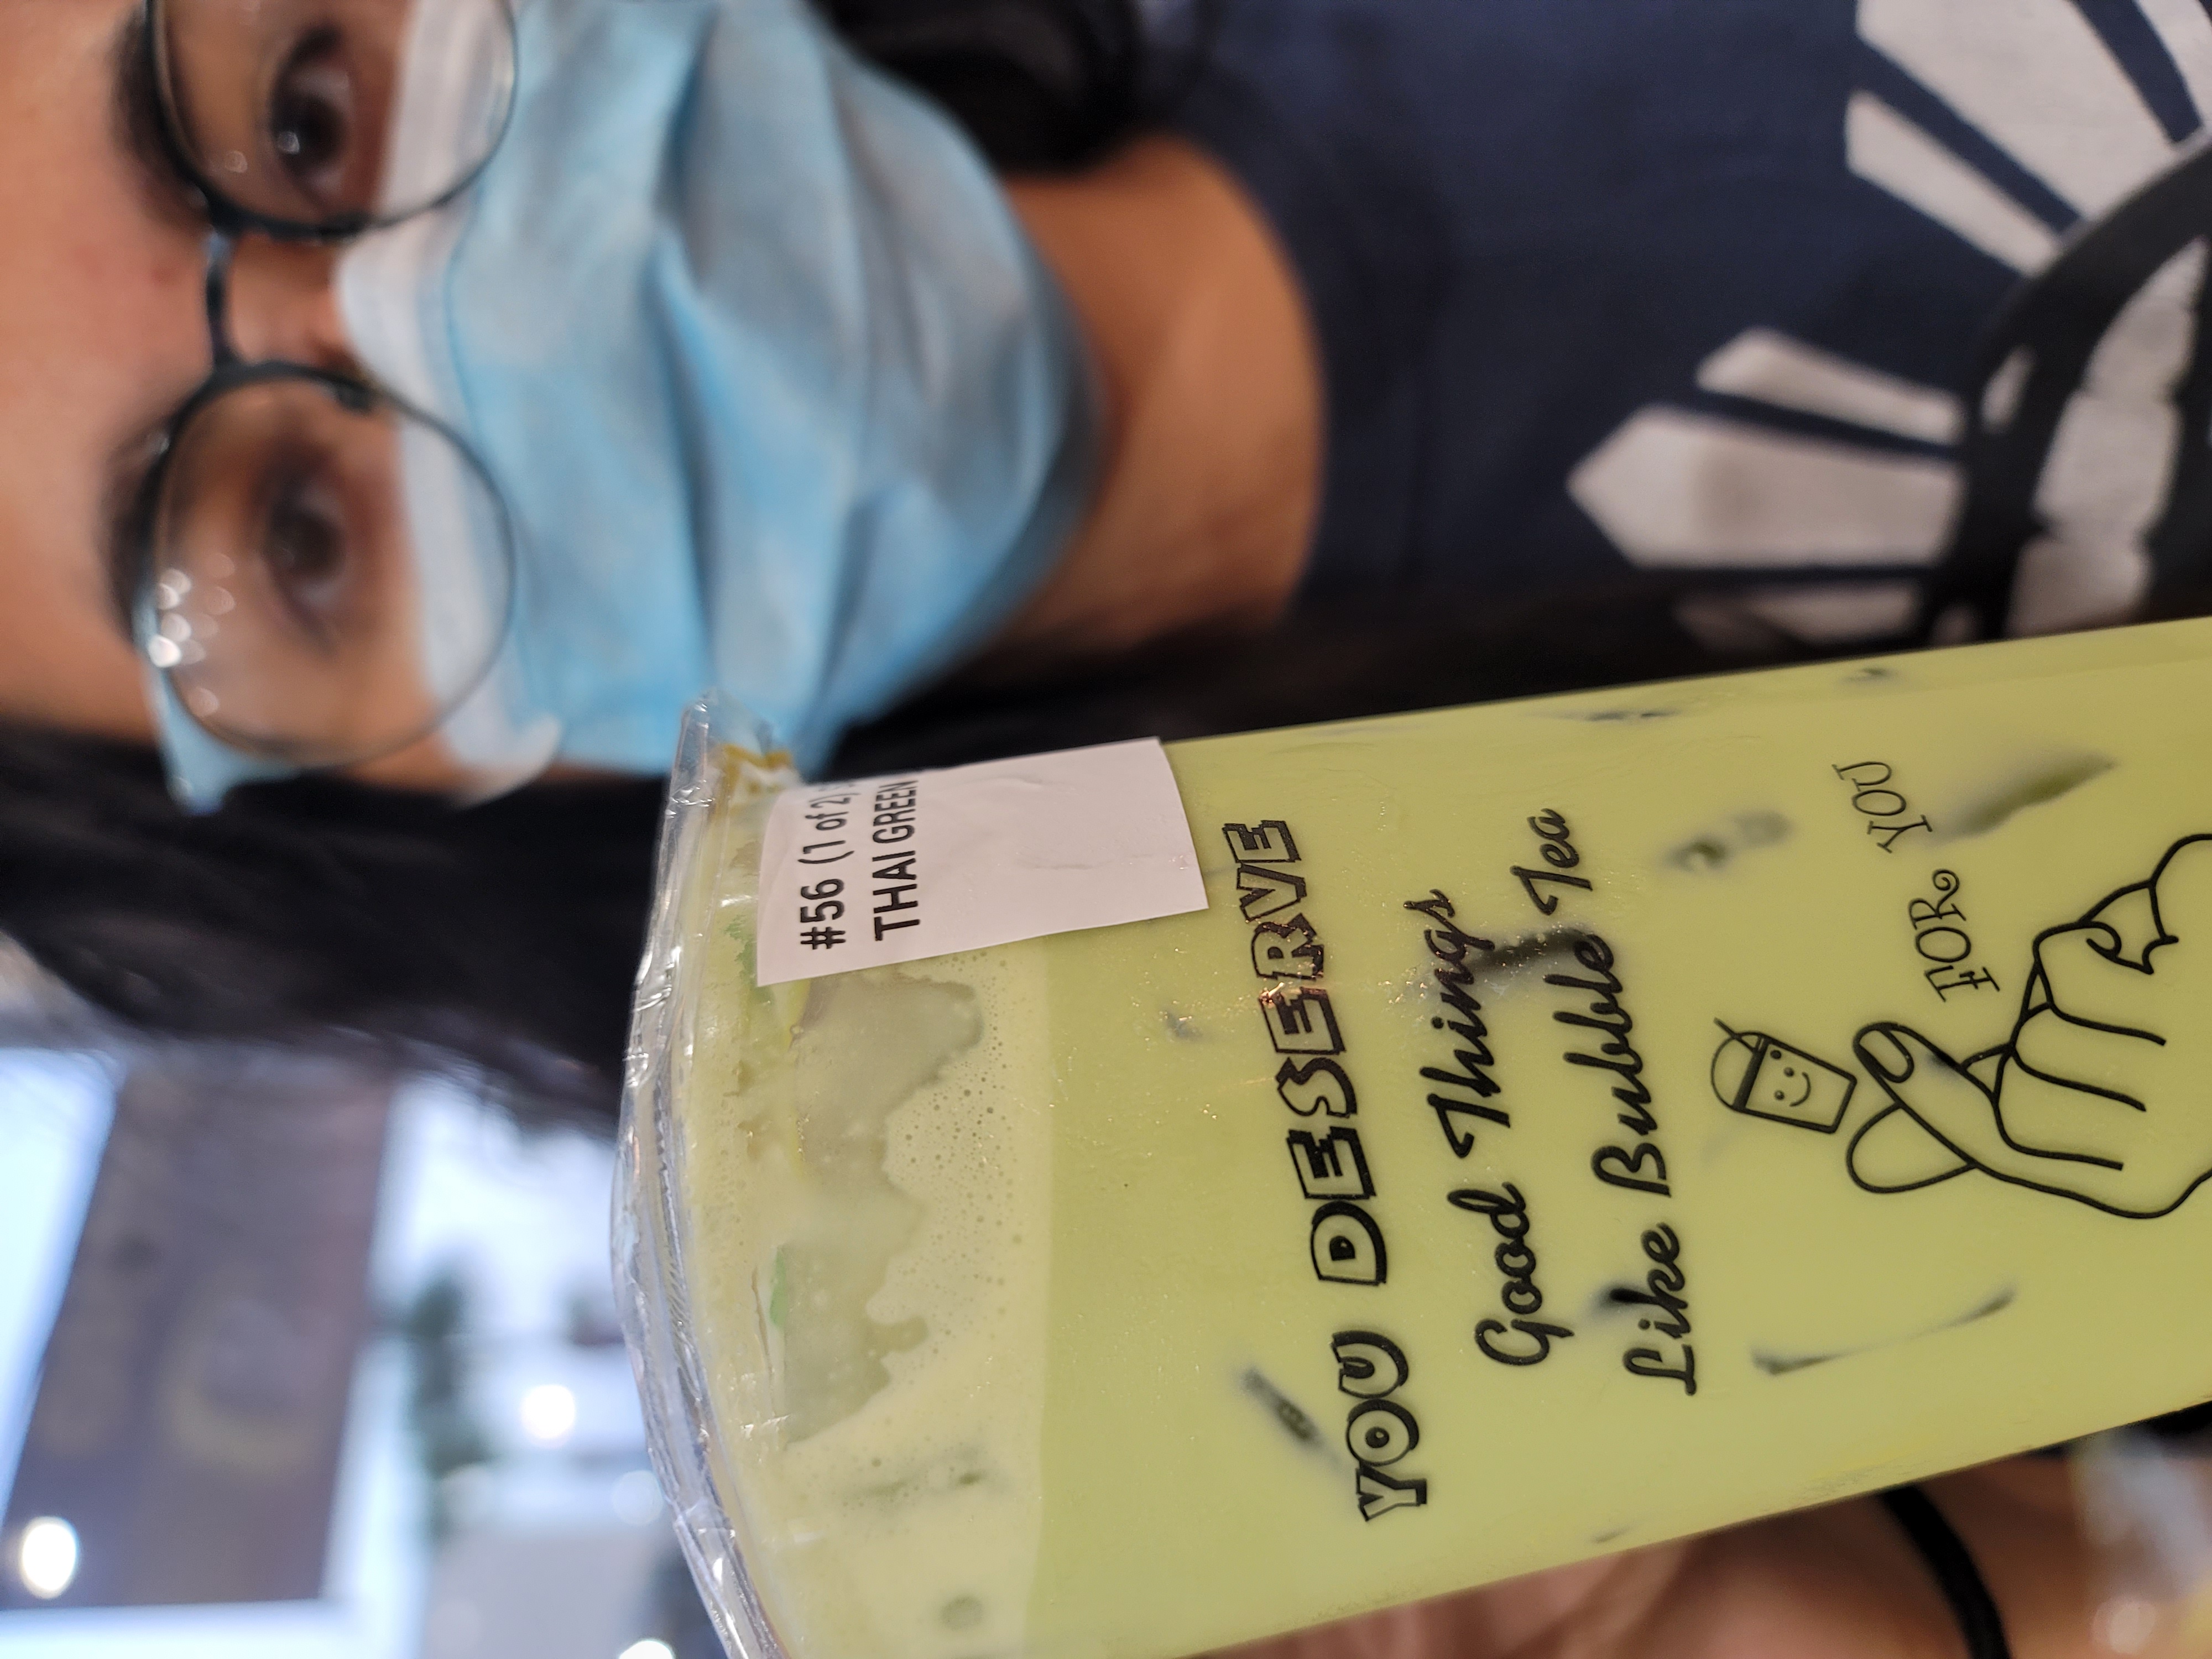 #56 (1 of 2)
THAI GREEN
YOU DESERVE
Good Things
Like Bubble Tea
FOR YOU